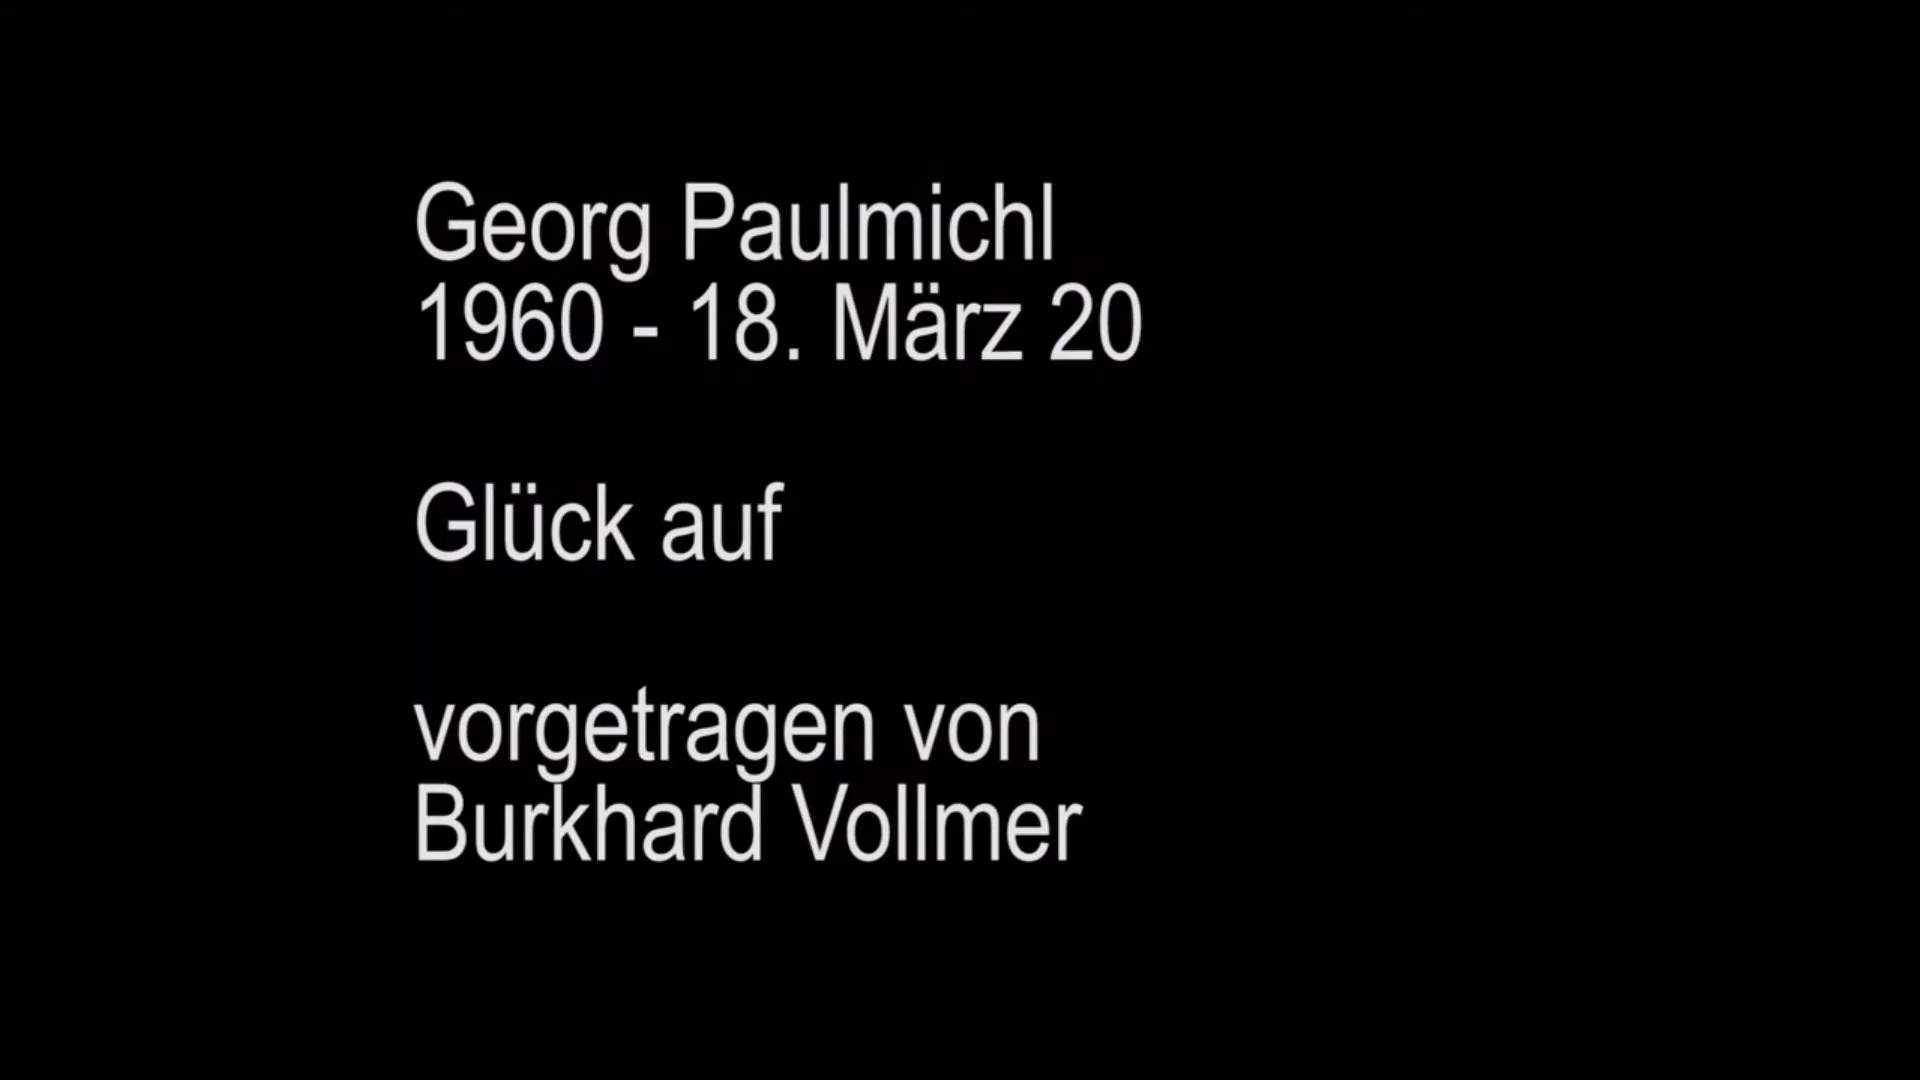 Georg Paulmichl
1960 - 18. März 20
Glück auf
vorgetragen von
Burkhard Vollmer